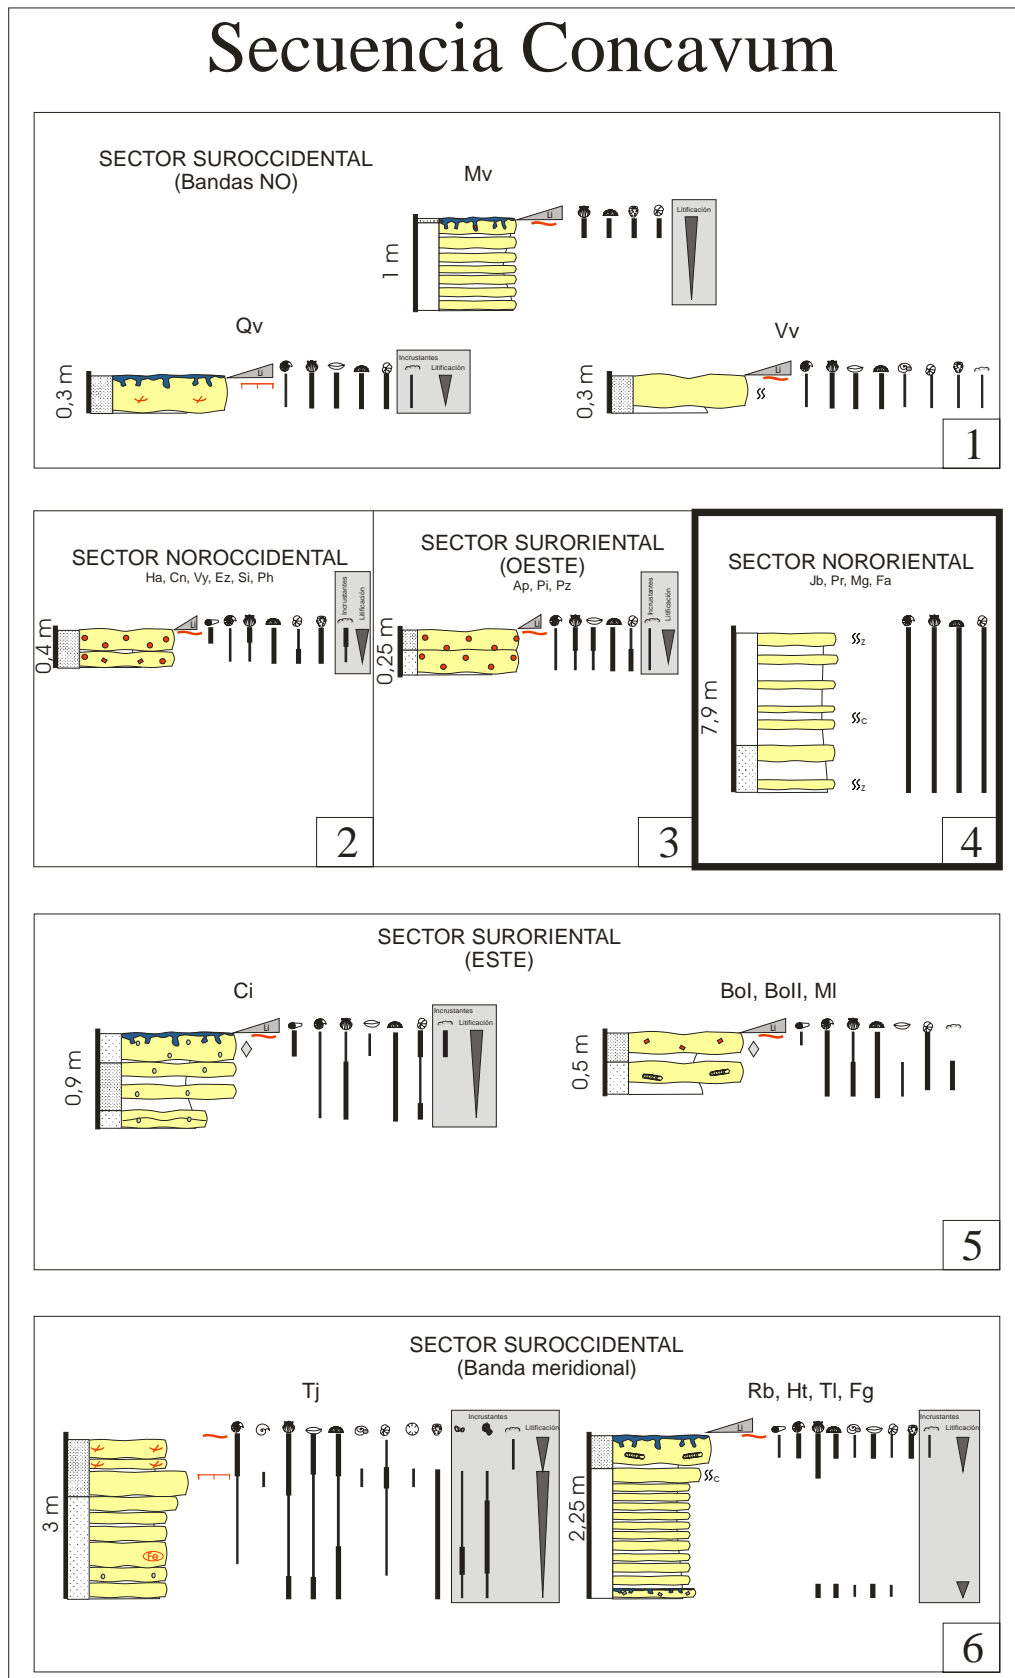 Secuencia Concavum
SECTOR SUROCCIDENTAL
(Bandas NO)
Mv
Li
Litificación
1 m
Qv
Li
Incrustantes
Litificación
0,3 m
Vv
Li
0,3 m
1
SECTOR NOROCCIDENTAL
Ha, Cn, Vy, Ez, Si, Ph
Li
Incrustantes
Litificación
0,4 m
2
SECTOR SURORIENTAL
(OESTE)
Ap, Pi, Pz
Li
Incrustantes
Litificación
0,25 m
3
SECTOR NORORIENTAL
Jb, Pr, Mg, Fa
z
c
z
7,9 m
4
SECTOR SURORIENTAL
(ESTE)
Ci
Li
Incrustantes
Litificación
0,9 m
BoI, BoII, Ml
Li
0,5 m
5
SECTOR SUROCCIDENTAL
(Banda meridional)
Tj
Incrustantes
Litificación
Fe
3 m
Rb, Ht, Tl, Fg
Li
Incrustantes
Litificación
c
2,25 m
6